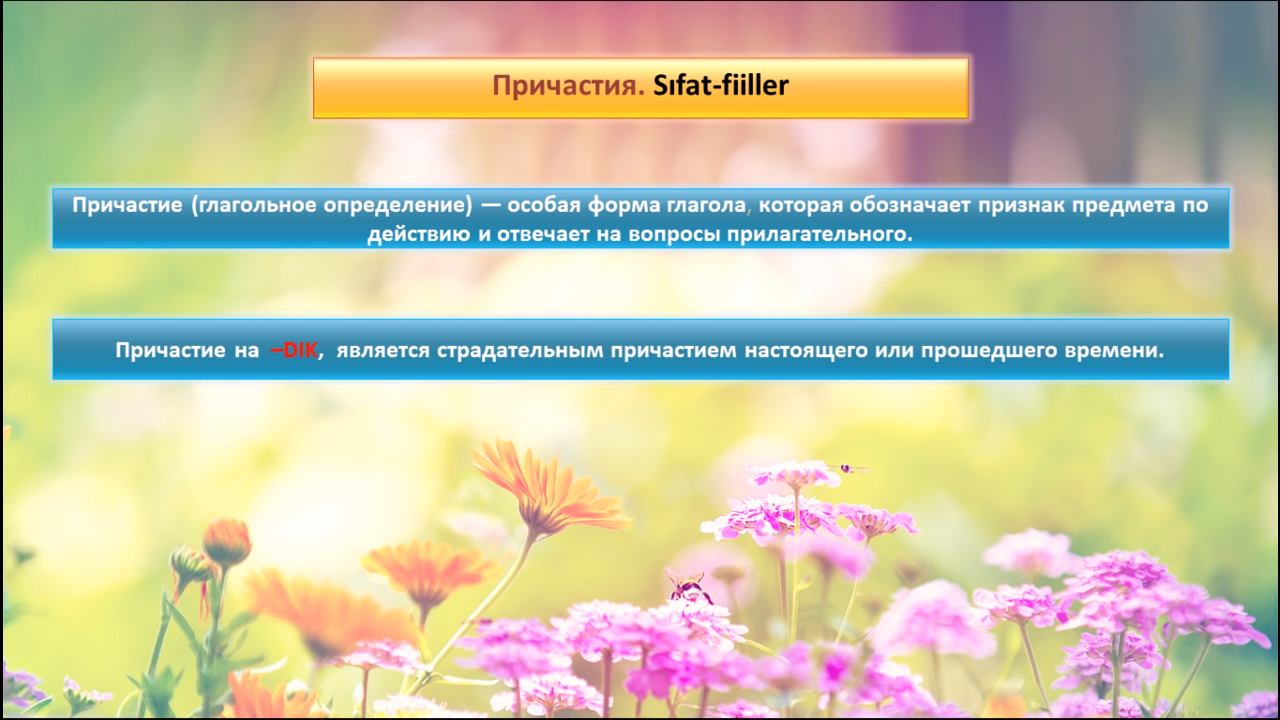 Причастия. Sıfat-fiiller
Причастие (глагольное определение) — особая форма глагола, которая обозначает признак предмета по
действию и отвечает на вопросы прилагательного.
Причастие на –DIK, является страдательным причастием настоящего или прошедшего времени.